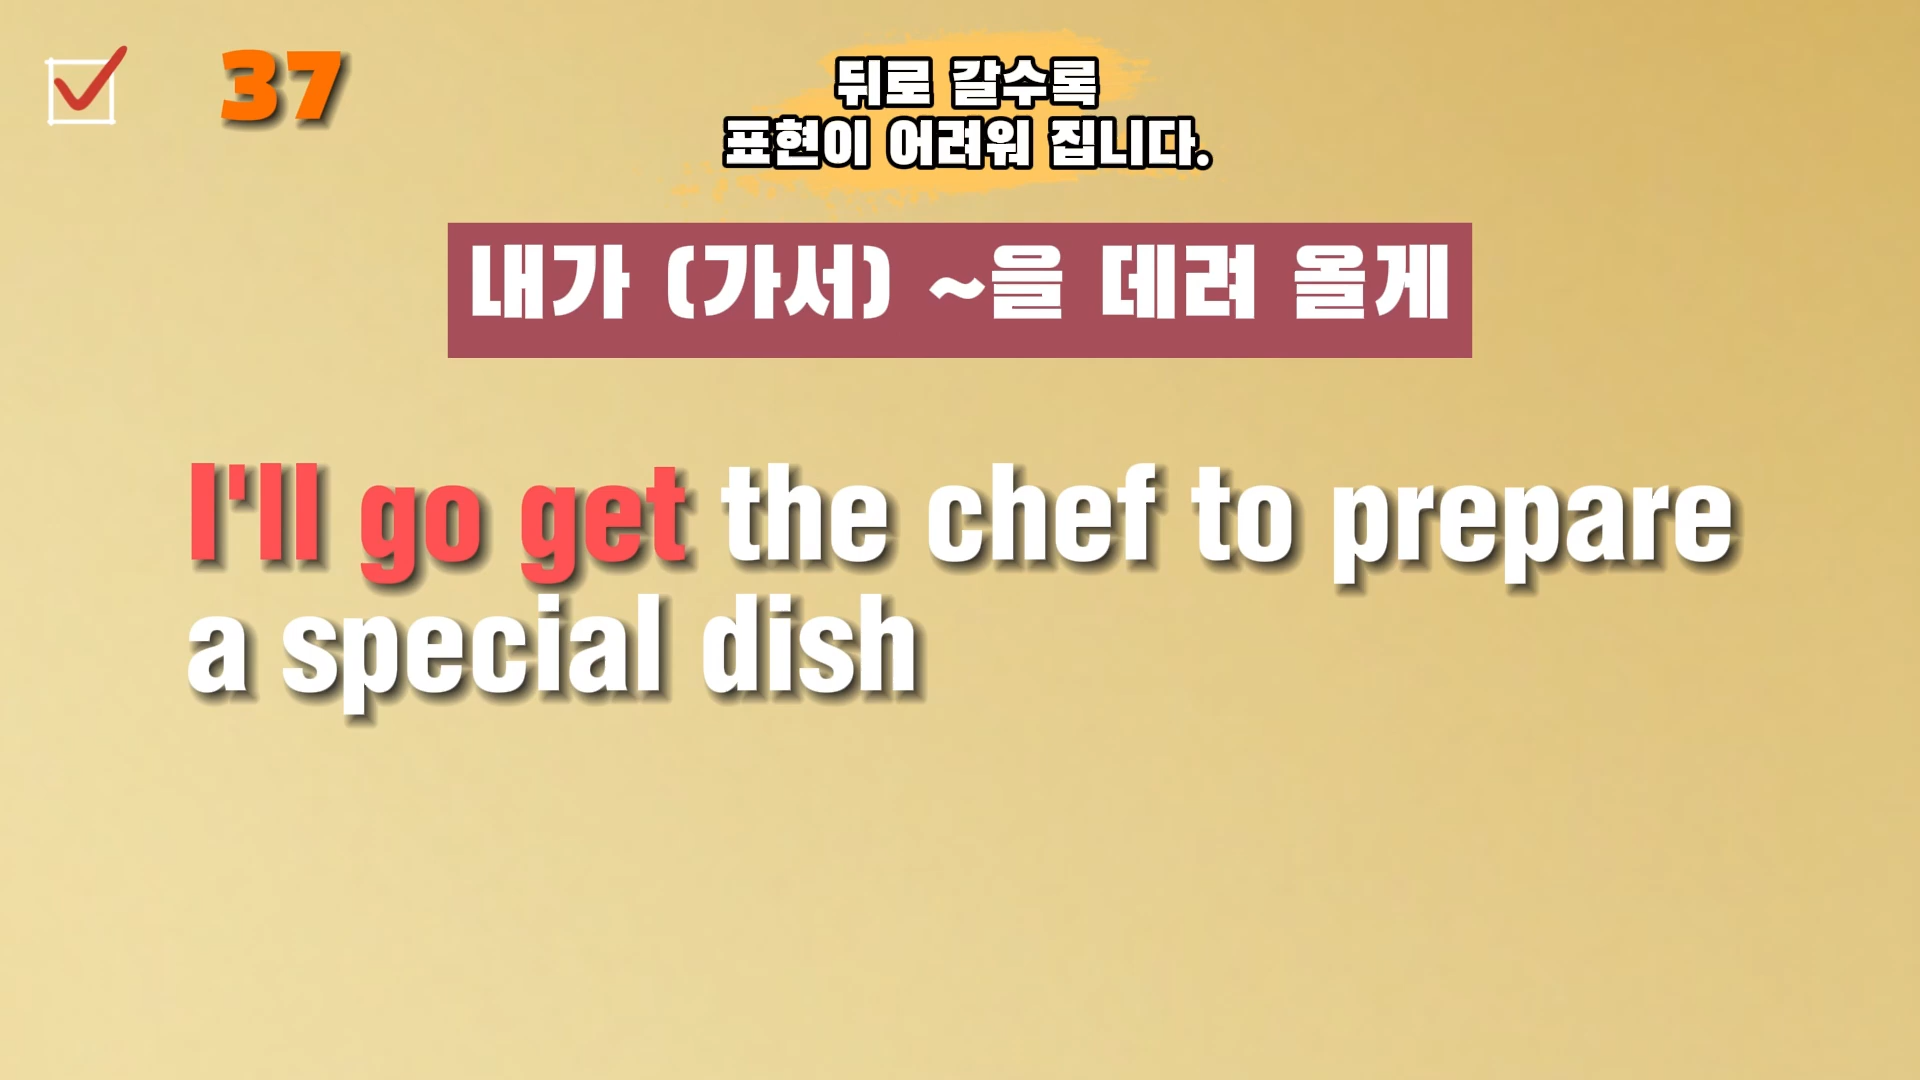 37
뒤로 갈수록
표현이 어려워 집니다.
내가 (가서) ~을 데려 올게
I'll go get the chef to prepare
a special dish